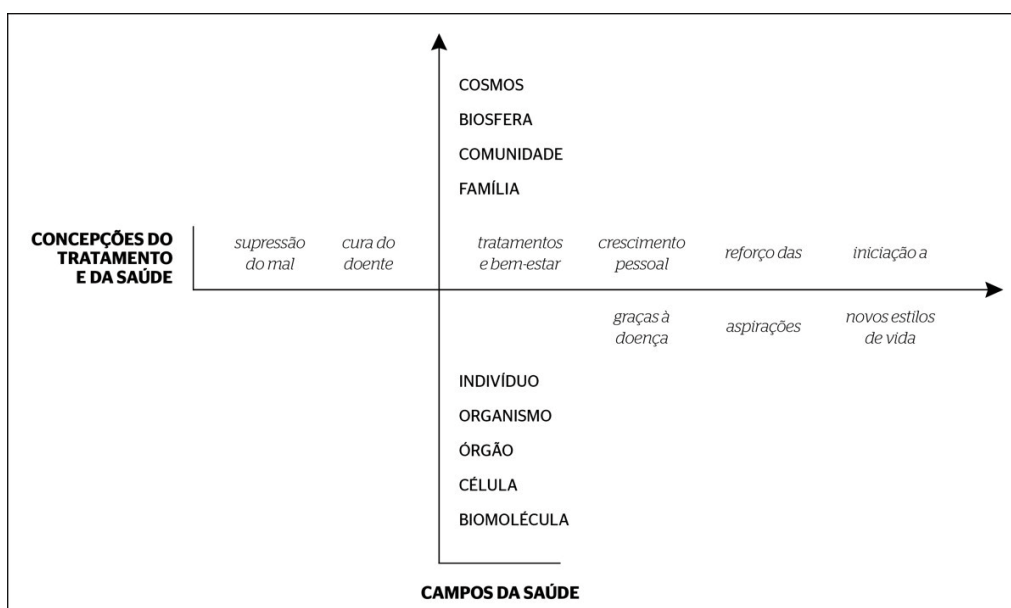 COSMOS
BIOSFERA
COMUNIDADE
FAMÍLIA
CONCEPÇÕES DO
TRATAMENTO
E DA SAÚDE
supressão
do mal
cura do
doente
tratamentos
e bem-estar
crescimento
pessoal
reforço das
iniciação a
graças à
doença
aspirações
novos estilos
de vida
INDIVÍDUO
ORGANISMO
ÓRGÃO
CÉLULA
BIOMOLÉCULA
CAMPOS DA SAÚDE